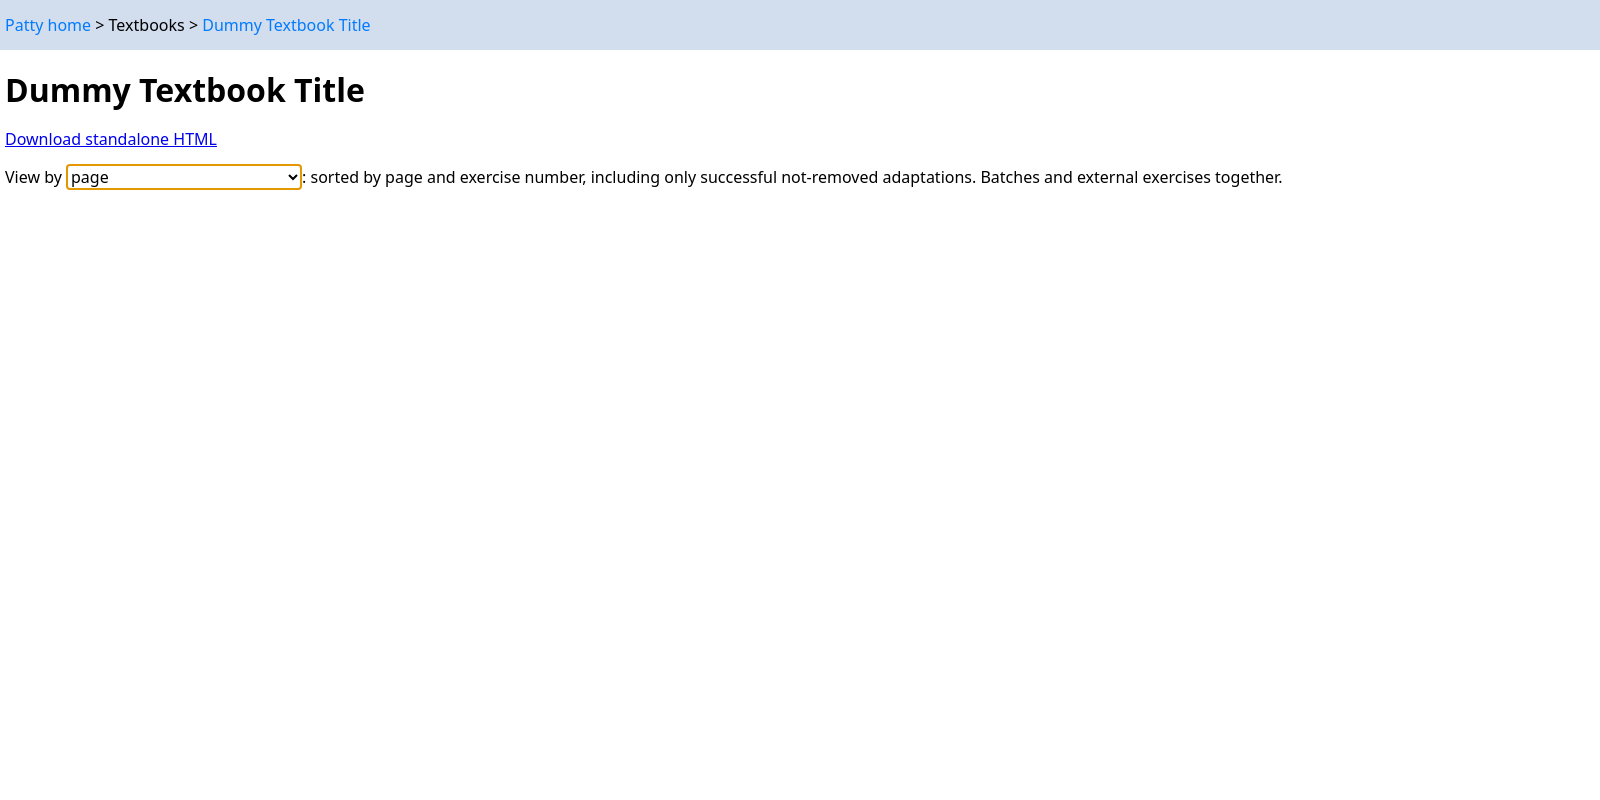 Patty home > Textbooks > Dummy Textbook Title
Dummy Textbook Title
Download standalone HTML
View by page : sorted by page and exercise number, including only successful not-removed adaptations. Batches and external exercises together.